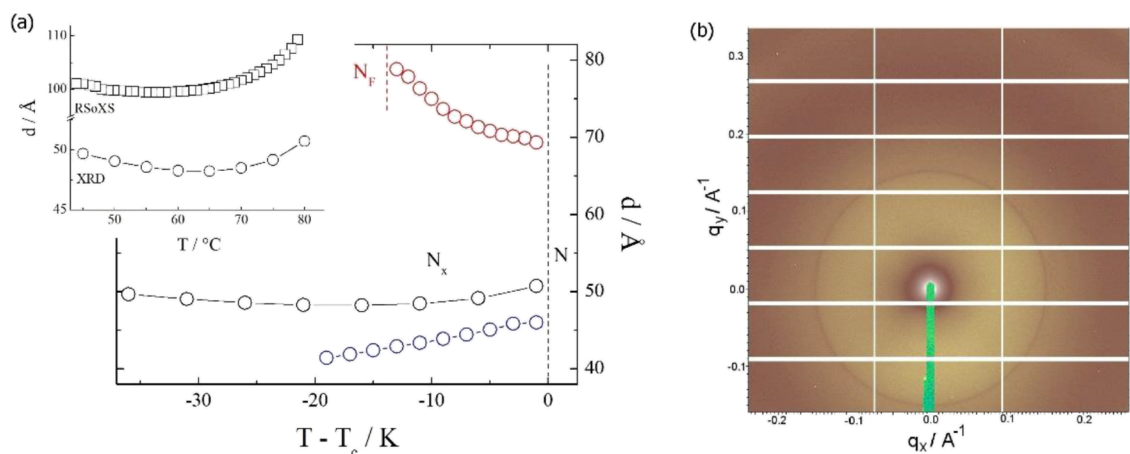 (a)
110
100
d / Å
RSoXS
50
XRD
45
50
60
70
80
T / °C
N_F
N_x
N
80
70
60
50
40
d / Å
-30
-20
-10
0
T - T_c / K
(b)
0.3
0.2
0.1
0.0
-0.1
q_y / A^-1
-0.2
-0.1
0.0
0.1
0.2
q_x / A^-1